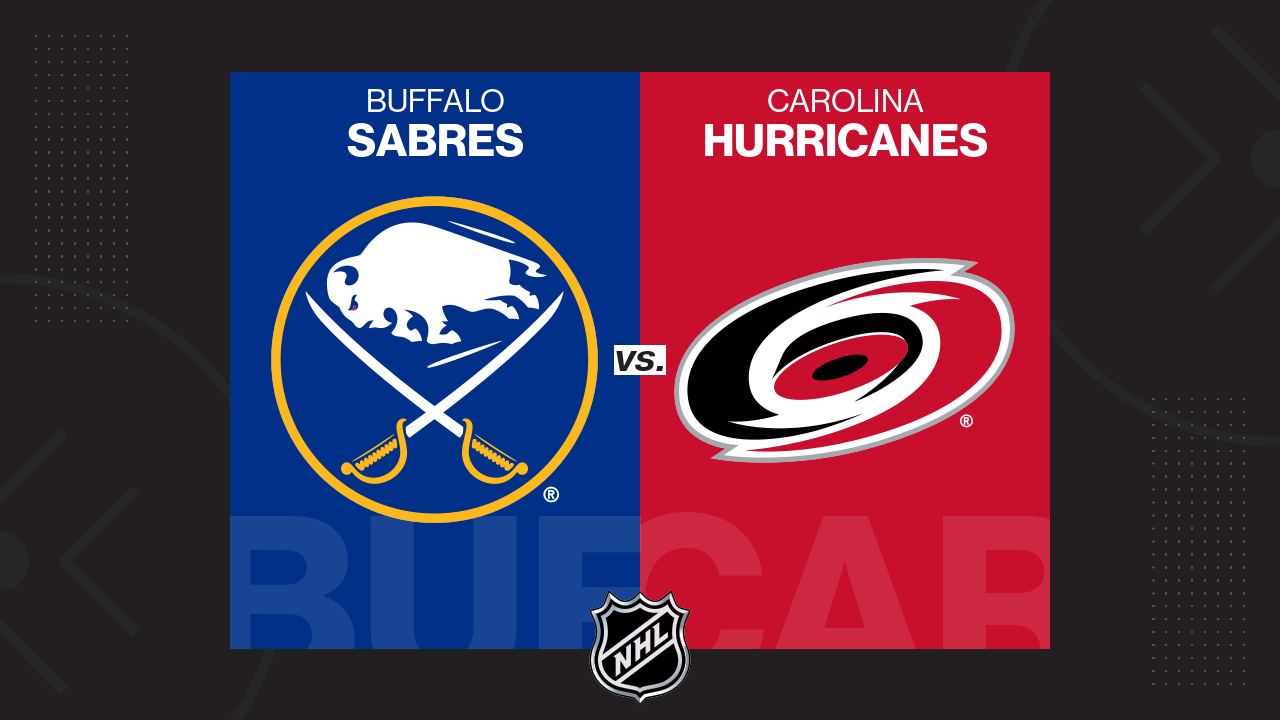 BUFFALO
SABRES
CAROLINA
HURRICANES
vs.
®
®
BUF
CAR
NHL